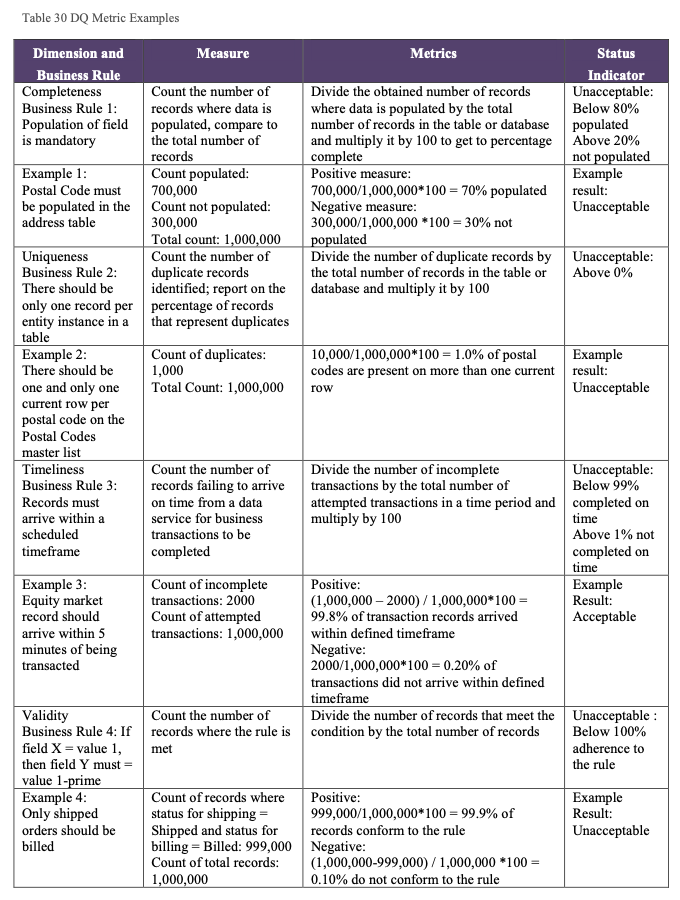 Table 30 DQ Metric Examples
Dimension and
Business Rule
Measure
Metrics
Status
Indicator
Completeness
Business Rule 1:
Population of field
is mandatory
Count the number of
records where data is
populated, compare to
the total number of
records
Divide the obtained number of records
where data is populated by the total
number of records in the table or database
and multiply it by 100 to get to percentage
complete
Unacceptable:
Below 80%
populated
Above 20%
not populated
Example 1:
Postal Code must
be populated in the
address table
Count populated:
700,000
Count not populated:
300,000
Total count: 1,000,000
Positive measure:
700,000/1,000,000*100 = 70% populated
Negative measure:
300,000/1,000,000 *100 = 30% not
populated
Example
result:
Unacceptable
Uniqueness
Business Rule 2:
There should be
only one record per
entity instance in a
table
Count the number of
duplicate records
identified; report on the
percentage of records
that represent duplicates
Divide the number of duplicate records by
the total number of records in the table or
database and multiply it by 100
Unacceptable:
Above 0%
Example 2:
There should be
one and only one
current row per
postal code on the
Postal Codes
master list
Count of duplicates:
1,000
Total Count: 1,000,000
10,000/1,000,000*100 = 1.0% of postal
codes are present on more than one current
row
Example
result:
Unacceptable
Timeliness
Business Rule 3:
Records must
arrive within a
scheduled
timeframe
Count the number of
records failing to arrive
on time from a data
service for business
transactions to be
completed
Divide the number of incomplete
transactions by the total number of
attempted transactions in a time period and
multiply by 100
Unacceptable:
Below 99%
completed on
time
Above 1% not
completed on
time
Example 3:
Equity market
record should
arrive within 5
minutes of being
transacted
Count of incomplete
transactions: 2000
Count of attempted
transactions: 1,000,000
Positive:
(1,000,000 – 2000) / 1,000,000*100 =
99.8% of transaction records arrived
within defined timeframe
Negative:
2000/1,000,000*100 = 0.20% of
transactions did not arrive within defined
timeframe
Example
Result:
Acceptable
Validity
Business Rule 4: If
field X = value 1,
then field Y must =
value 1-prime
Count the number of
records where the rule is
met
Divide the number of records that meet the
condition by the total number of records
Unacceptable :
Below 100%
adherence to
the rule
Example 4:
Only shipped
orders should be
billed
Count of records where
status for shipping =
Shipped and status for
billing = Billed: 999,000
Count of total records:
1,000,000
Positive:
999,000/1,000,000*100 = 99.9% of
records conform to the rule
Negative:
(1,000,000-999,000) / 1,000,000 *100 =
0.10% do not conform to the rule
Example
Result:
Unacceptable